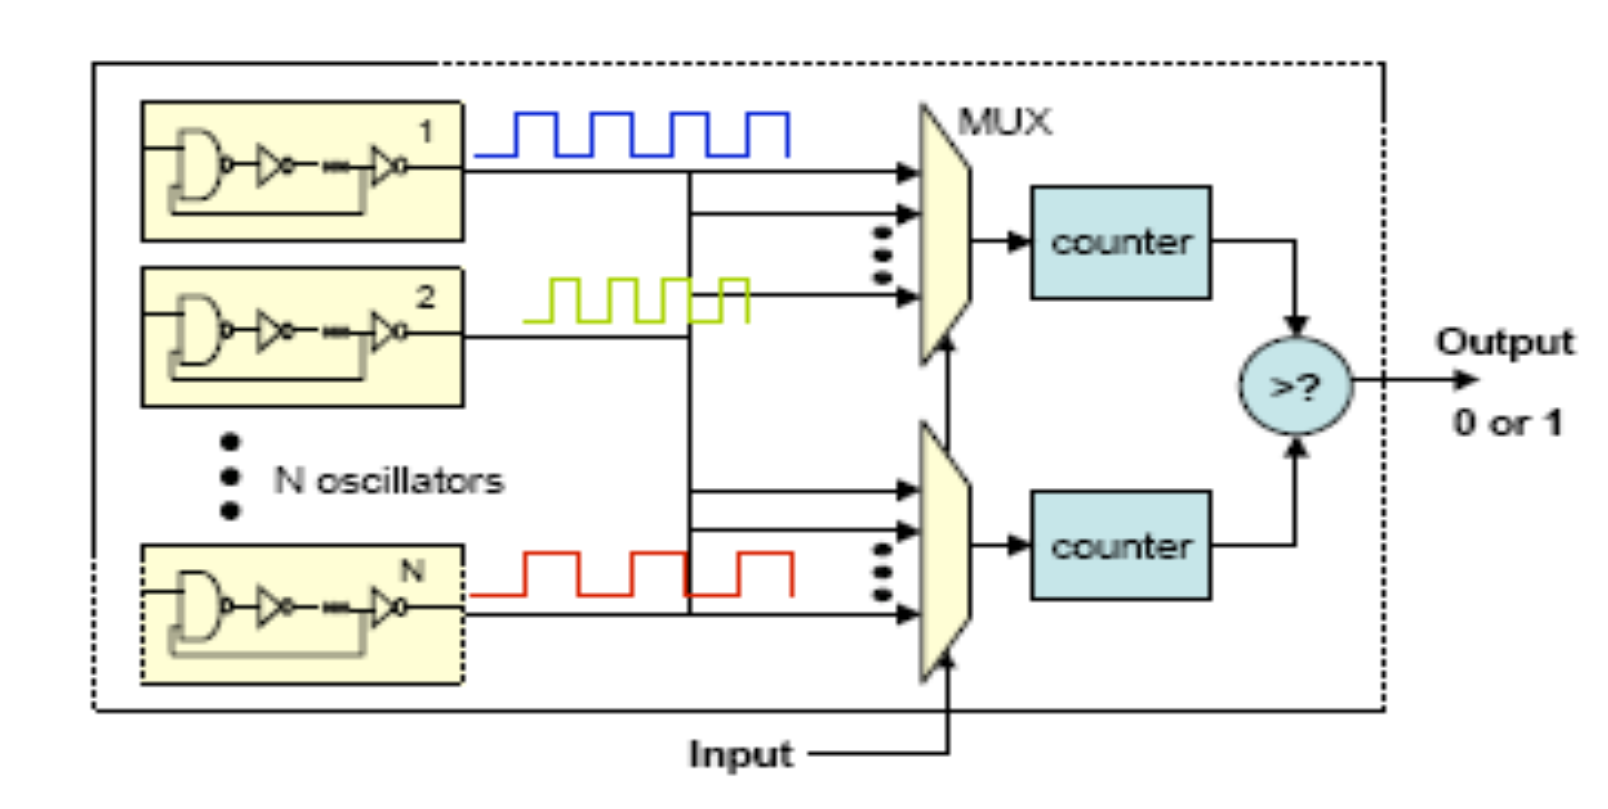 1
MUX
counter
2
Output
>?
0 or 1
N oscillators
counter
N
Input